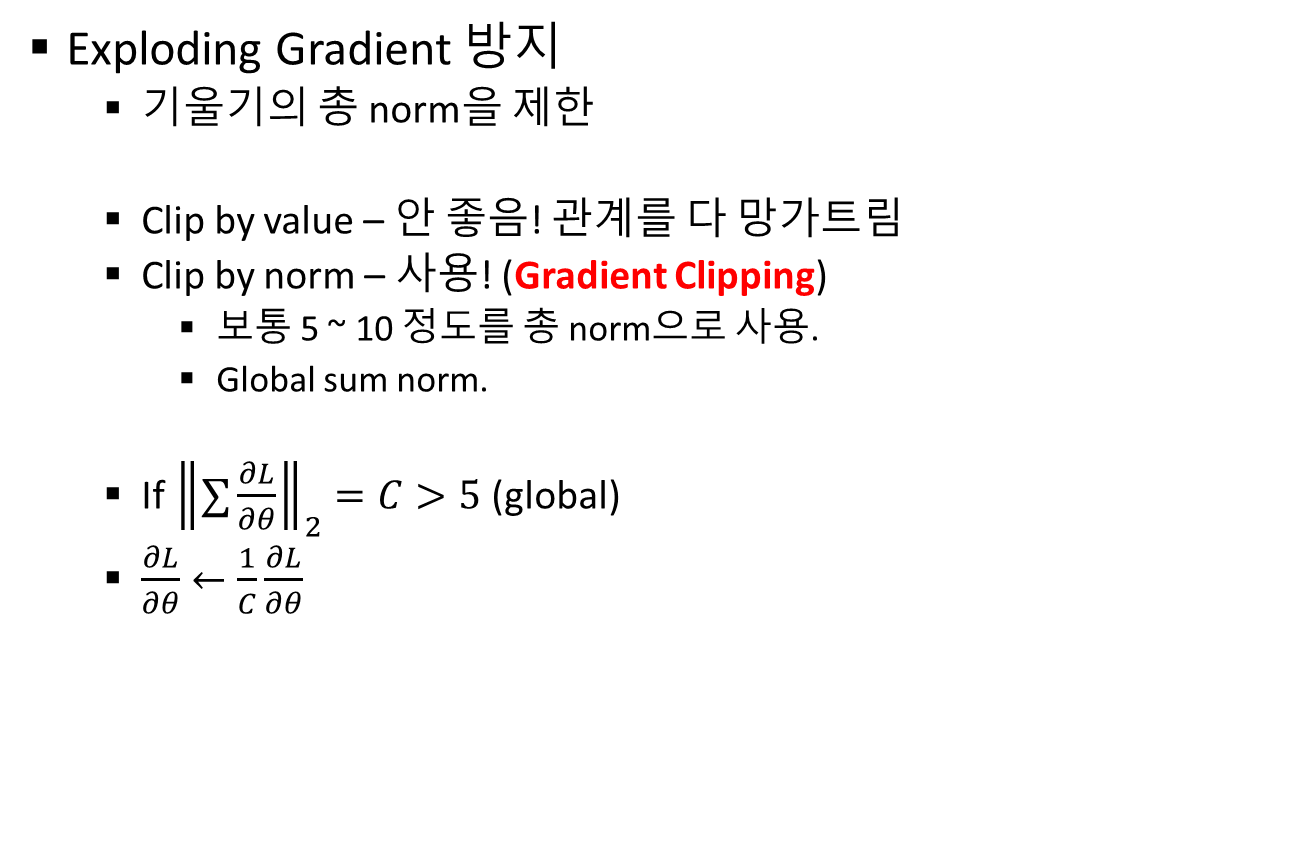 ▪ Exploding Gradient 방지
▪ 기울기의 총 norm을 제한
▪ Clip by value – 안 좋음! 관계를 다 망가트림
▪ Clip by norm – 사용! (Gradient Clipping)
▪ 보통 5 ~ 10 정도를 총 norm으로 사용.
▪ Global sum norm.
▪ If ‖∑ ∂L/∂θ‖₂ = C > 5 (global)
▪ ∂L/∂θ ← 1/C ∂L/∂θ